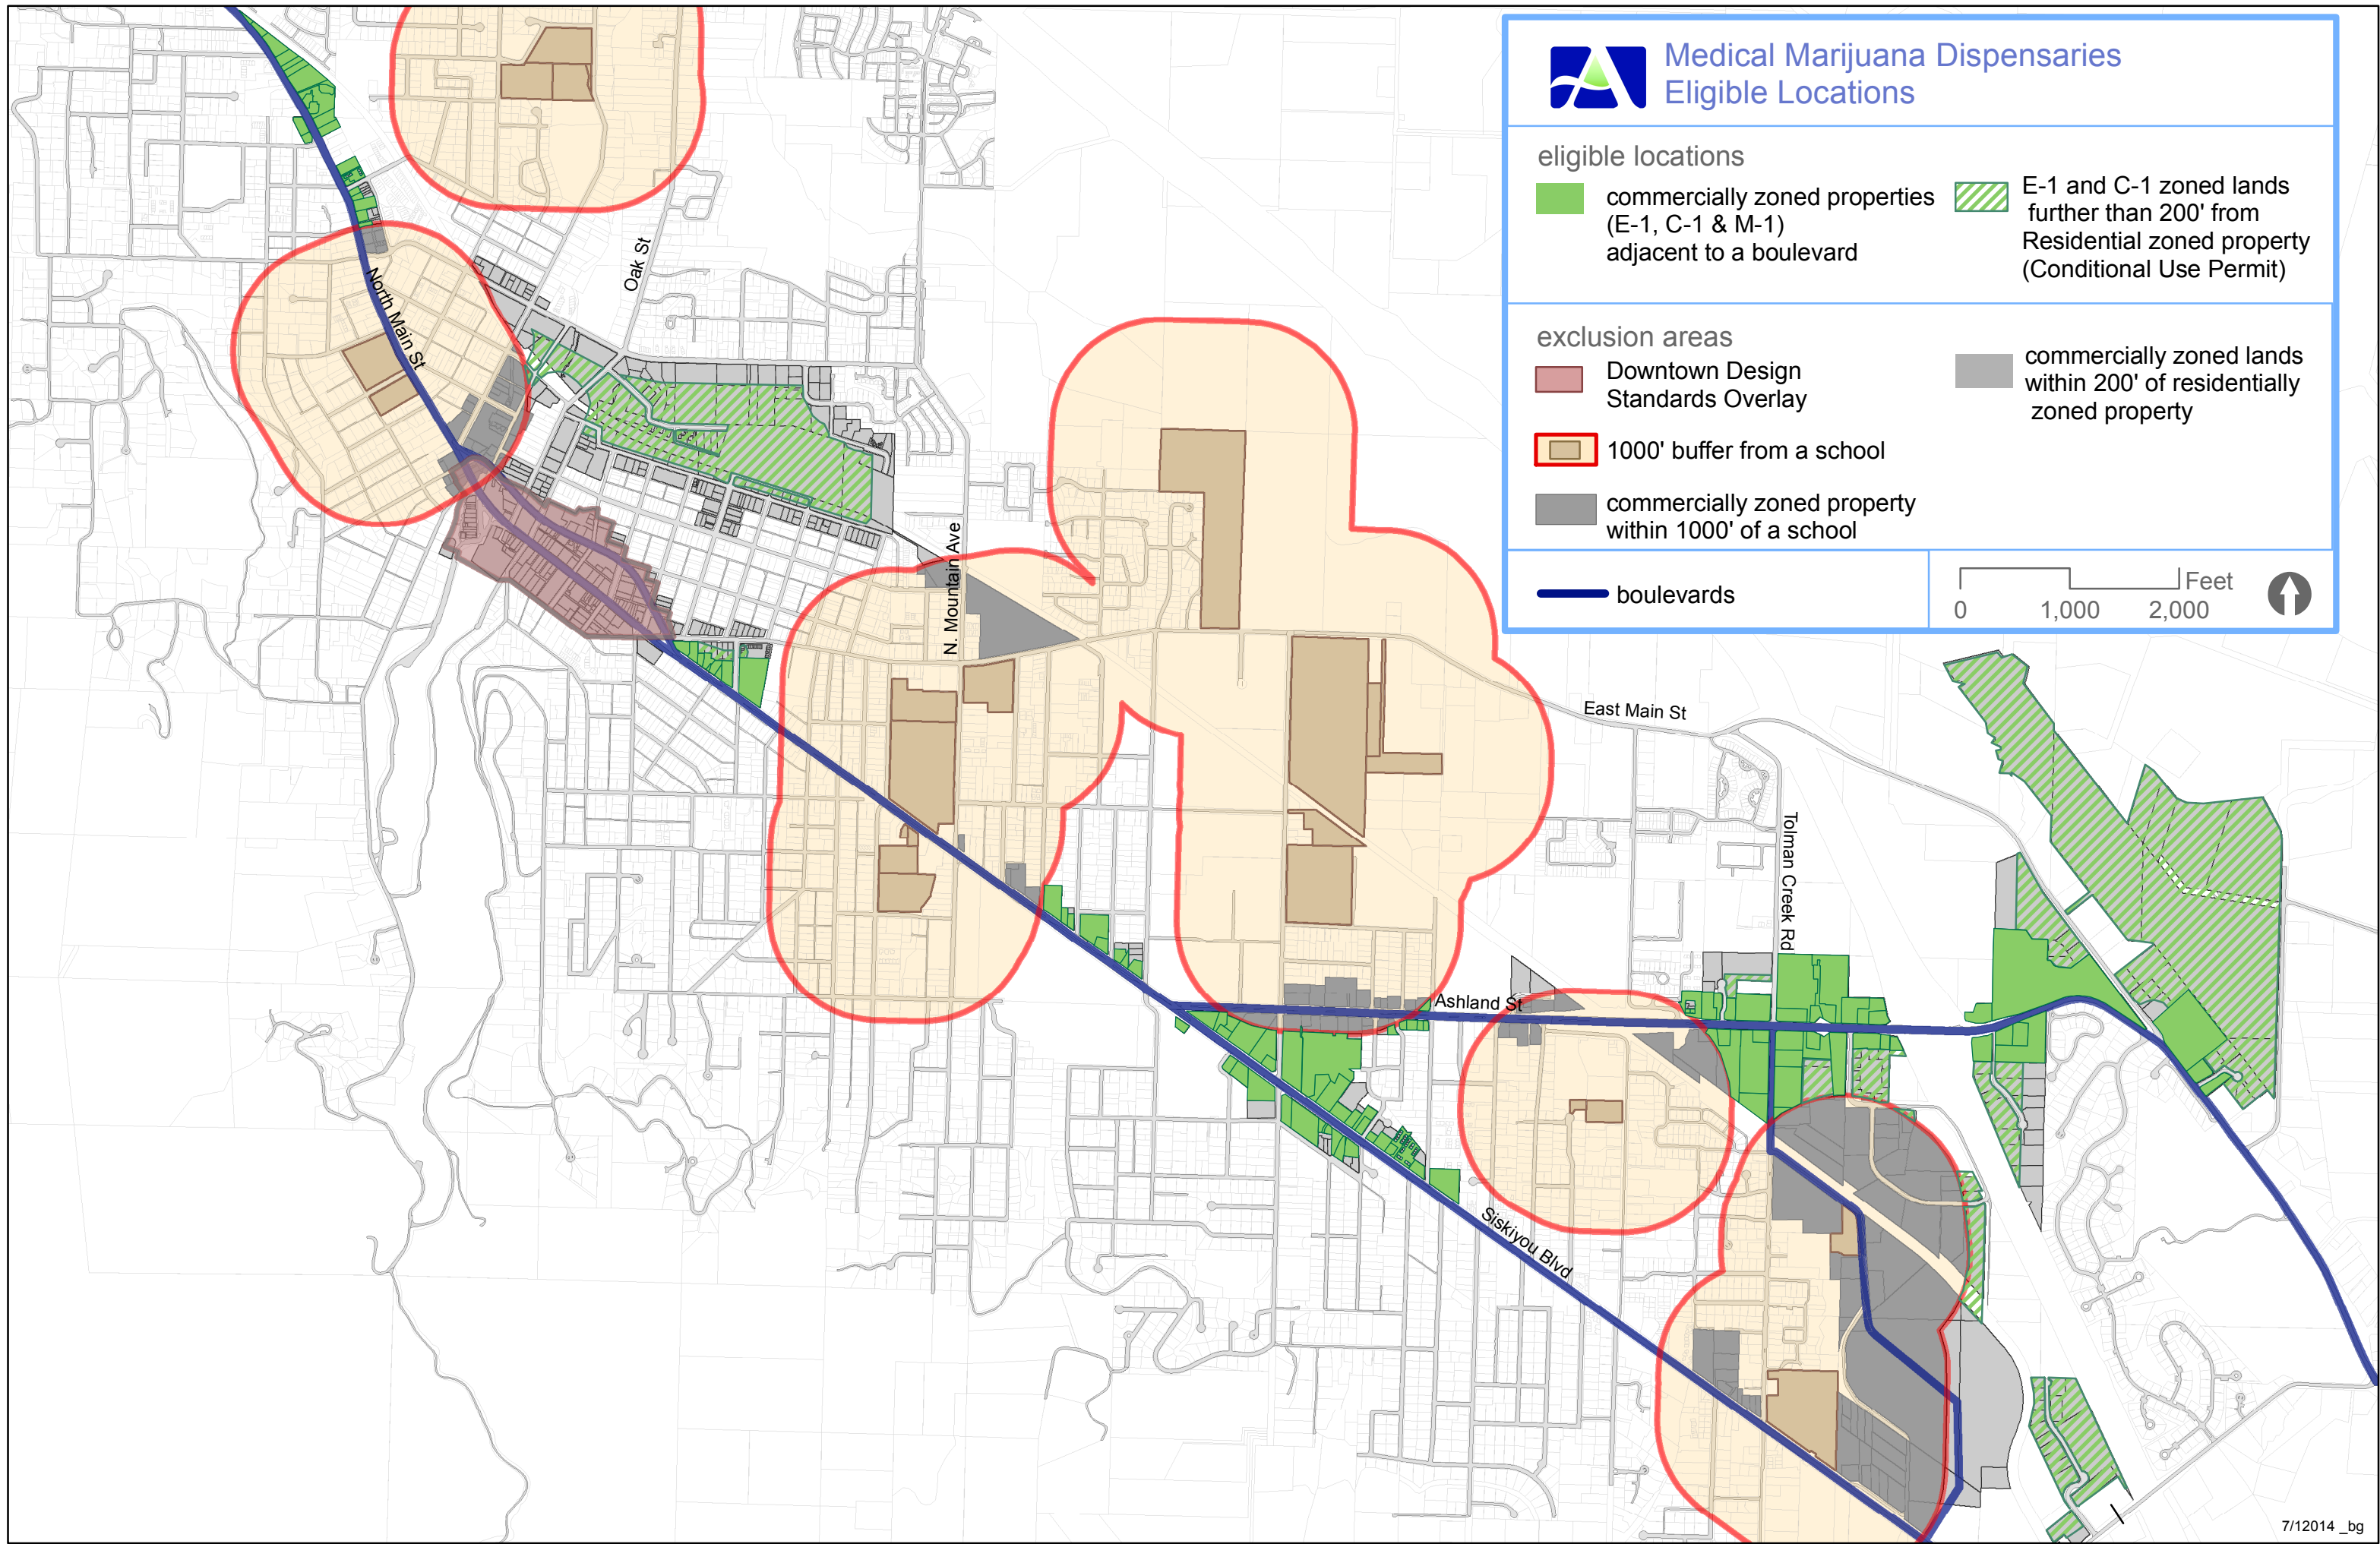 Medical Marijuana Dispensaries
Eligible Locations
eligible locations
commercially zoned properties
(E-1, C-1 & M-1)
adjacent to a boulevard
E-1 and C-1 zoned lands
further than 200' from
Residential zoned property
(Conditional Use Permit)
exclusion areas
Downtown Design
Standards Overlay
1000' buffer from a school
commercially zoned property
within 1000' of a school
commercially zoned lands
within 200' of residentially
zoned property
boulevards
Feet
0 1,000 2,000
Oak St
North Main St
N. Mountain Ave
East Main St
Tolman Creek Rd
Ashland St
Siskiyou Blvd
7/12014 _bg